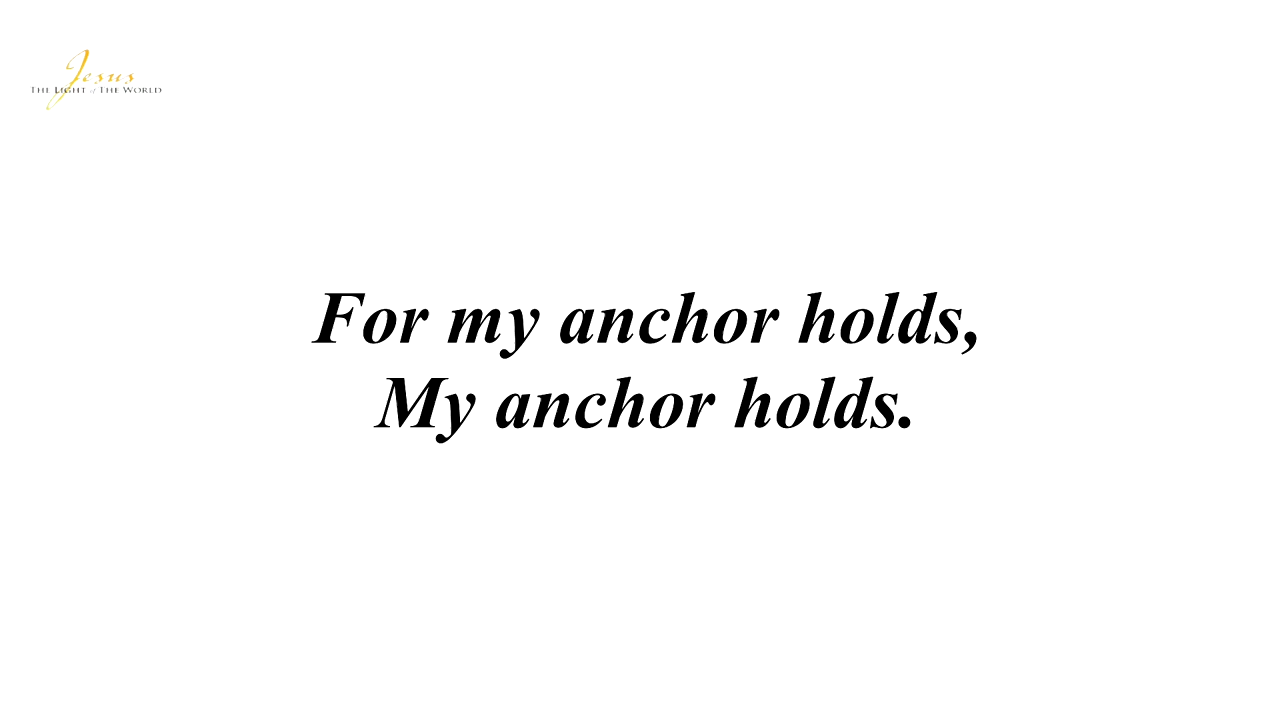 Jesus
THE LIGHT of THE WORLD
For my anchor holds,
My anchor holds.